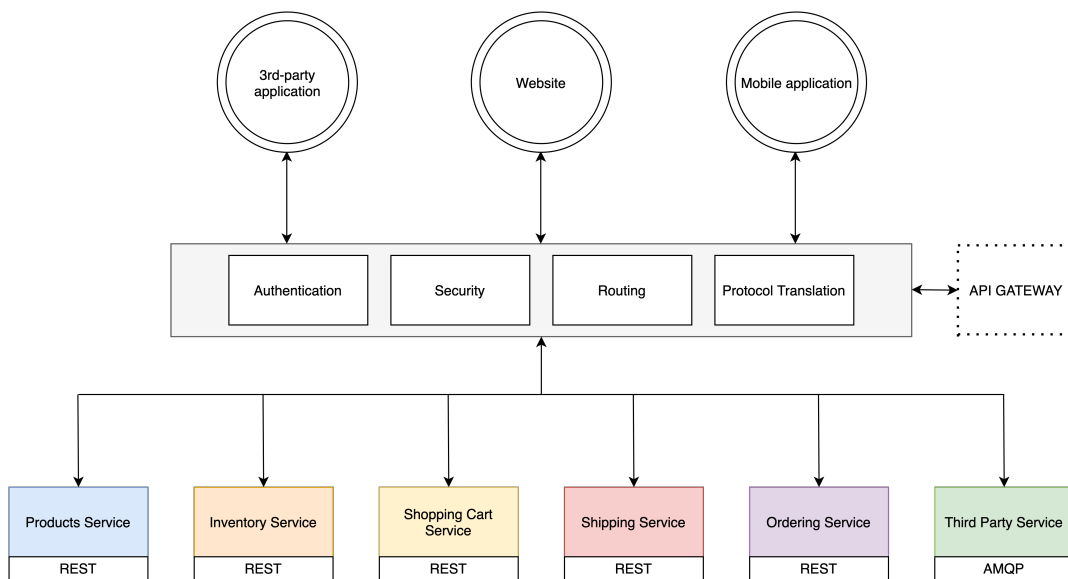 3rd-party
application
Website
Mobile application
Authentication
Security
Routing
Protocol Translation
API GATEWAY
Products Service
Inventory Service
Shopping Cart
Service
Shipping Service
Ordering Service
Third Party Service
REST
REST
REST
REST
REST
AMQP